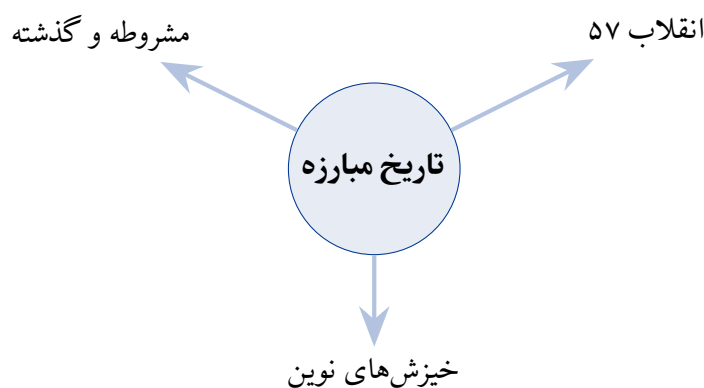 انقلاب ۵۷
مشروطه و گذشته
تاریخ مبارزه
خیزش‌های نوین